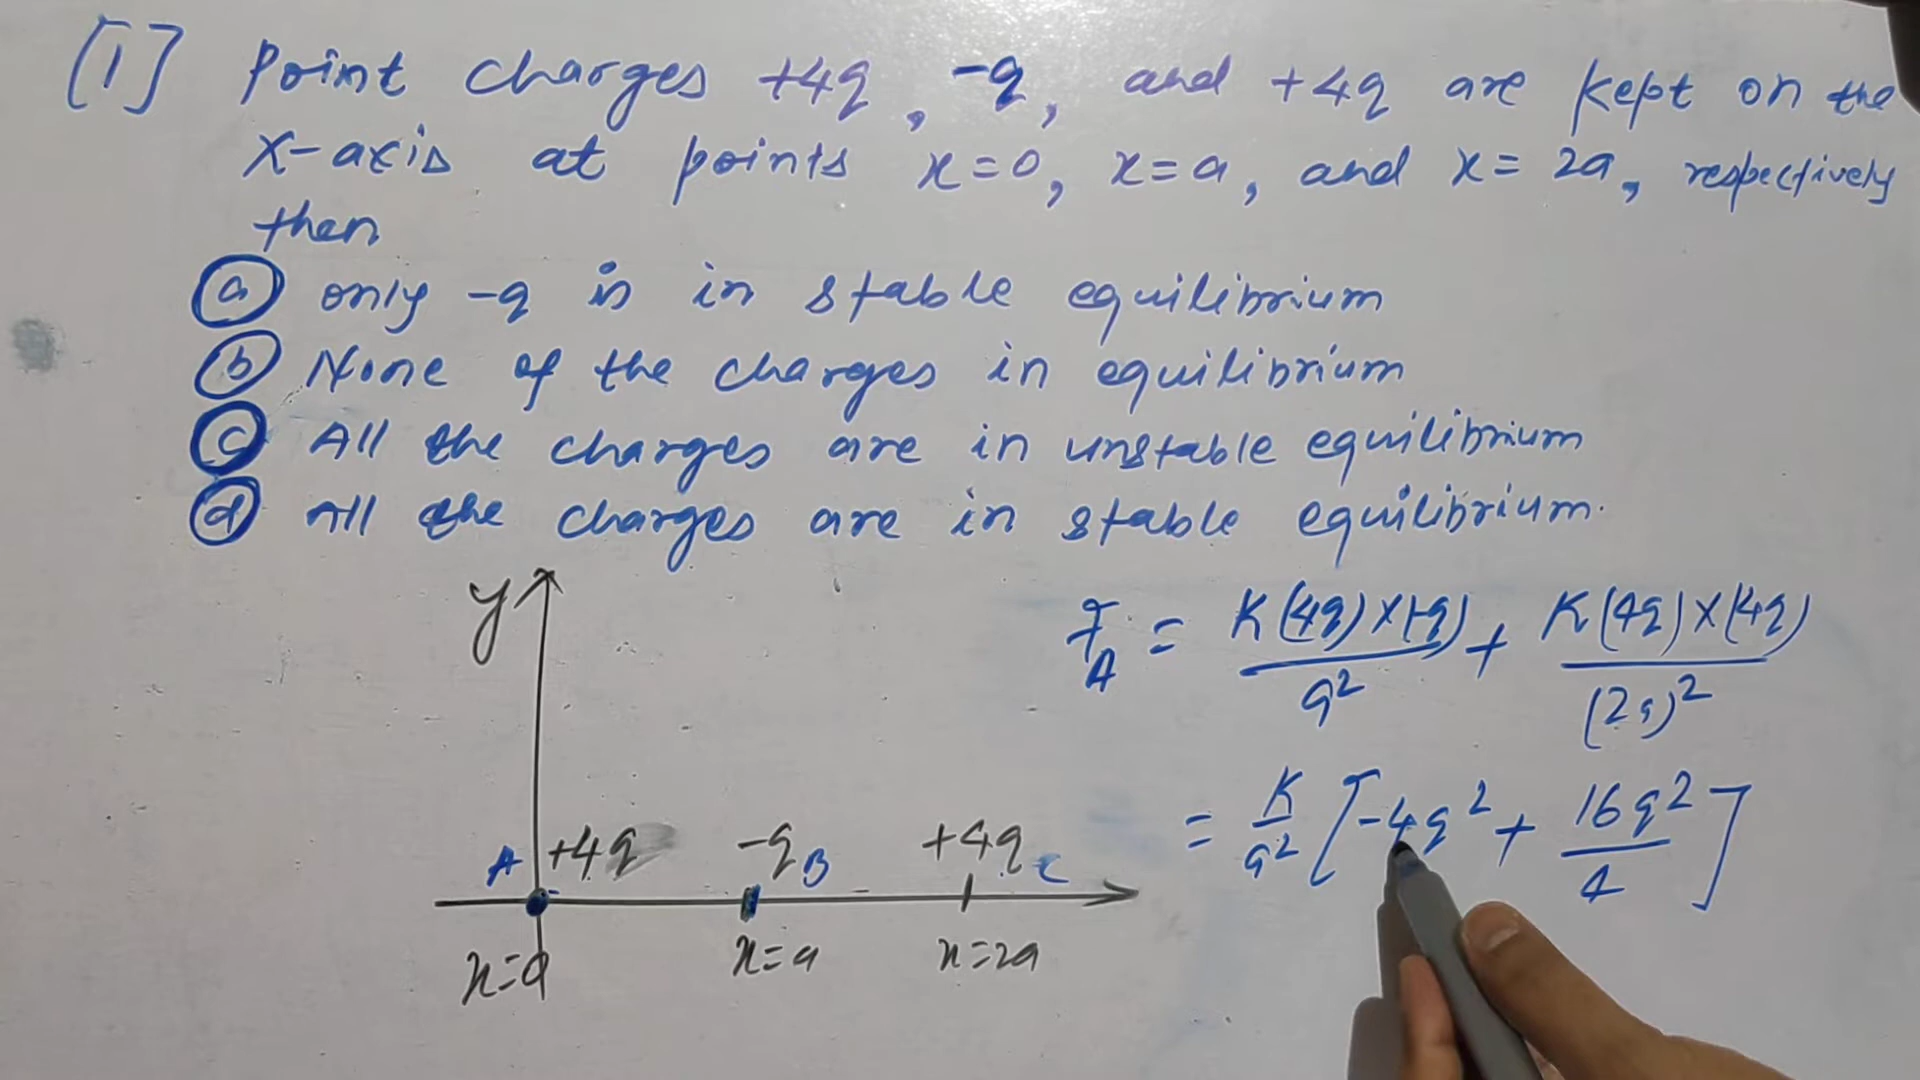 [1] Point charges +4q, -q, and +4q are kept on the
X-axis at points x=0, x=a, and x=2a, respectively
then
(a) only -q is in stable equilibrium
(b) None of the charges in equilibrium
(c) All the charges are in unstable equilibrium
(d) All the charges are in stable equilibrium.
y
F_A = K(4q)×(-q)/a² + K(4q)×(4q)/(2a)²
= K/a² [-4q² + 16q²/4]
A +4q -q B +4q C
x=0 x=a x=2a